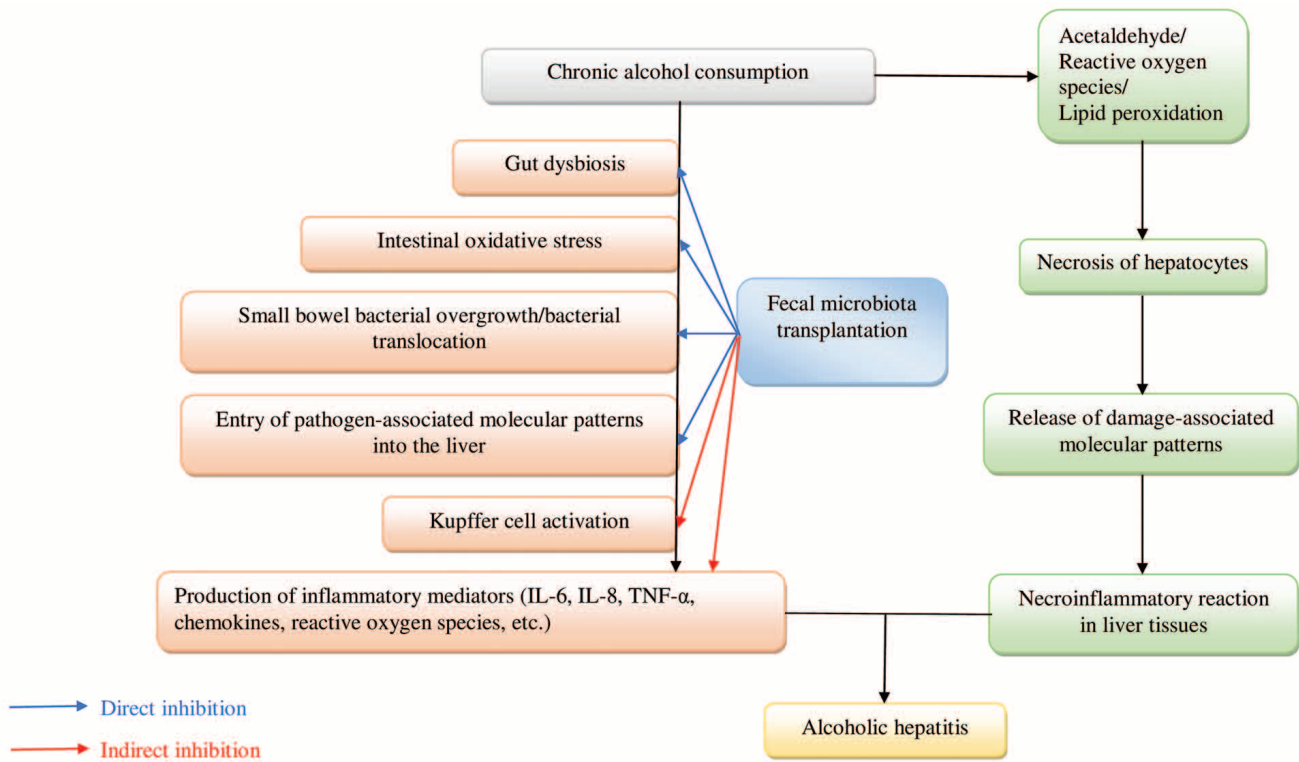 Chronic alcohol consumption
Acetaldehyde/
Reactive oxygen
species/
Lipid peroxidation
Gut dysbiosis
Intestinal oxidative stress
Small bowel bacterial overgrowth/bacterial
translocation
Entry of pathogen-associated molecular patterns
into the liver
Kupffer cell activation
Production of inflammatory mediators (IL-6, IL-8, TNF-α,
chemokines, reactive oxygen species, etc.)
Fecal microbiota
transplantation
Necrosis of hepatocytes
Release of damage-associated
molecular patterns
Necroinflammatory reaction
in liver tissues
Alcoholic hepatitis
Direct inhibition
Indirect inhibition